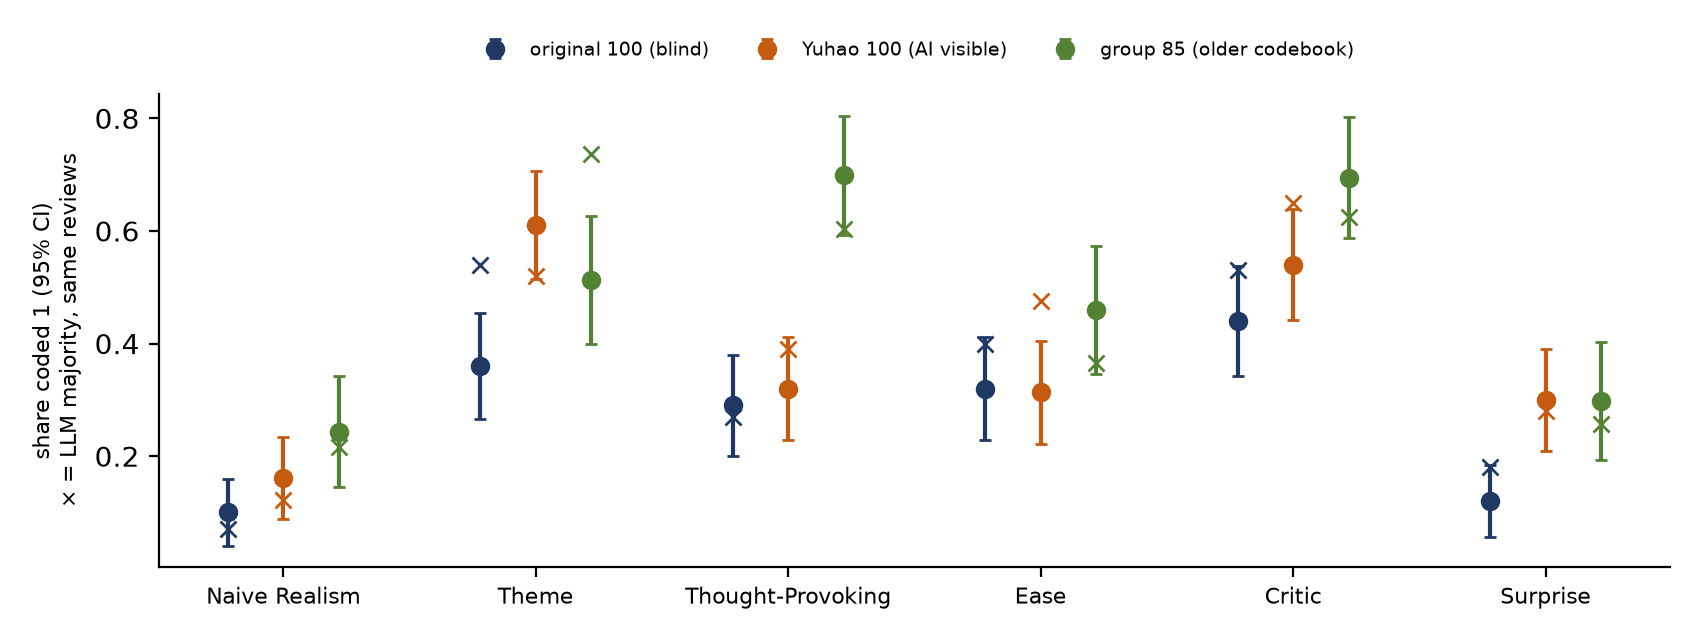 original 100 (blind)
Yuhao 100 (AI visible)
group 85 (older codebook)
share coded 1 (95% CI)
× = LLM majority, same reviews
0.8
0.6
0.4
0.2
Naive Realism
Theme
Thought-Provoking
Ease
Critic
Surprise